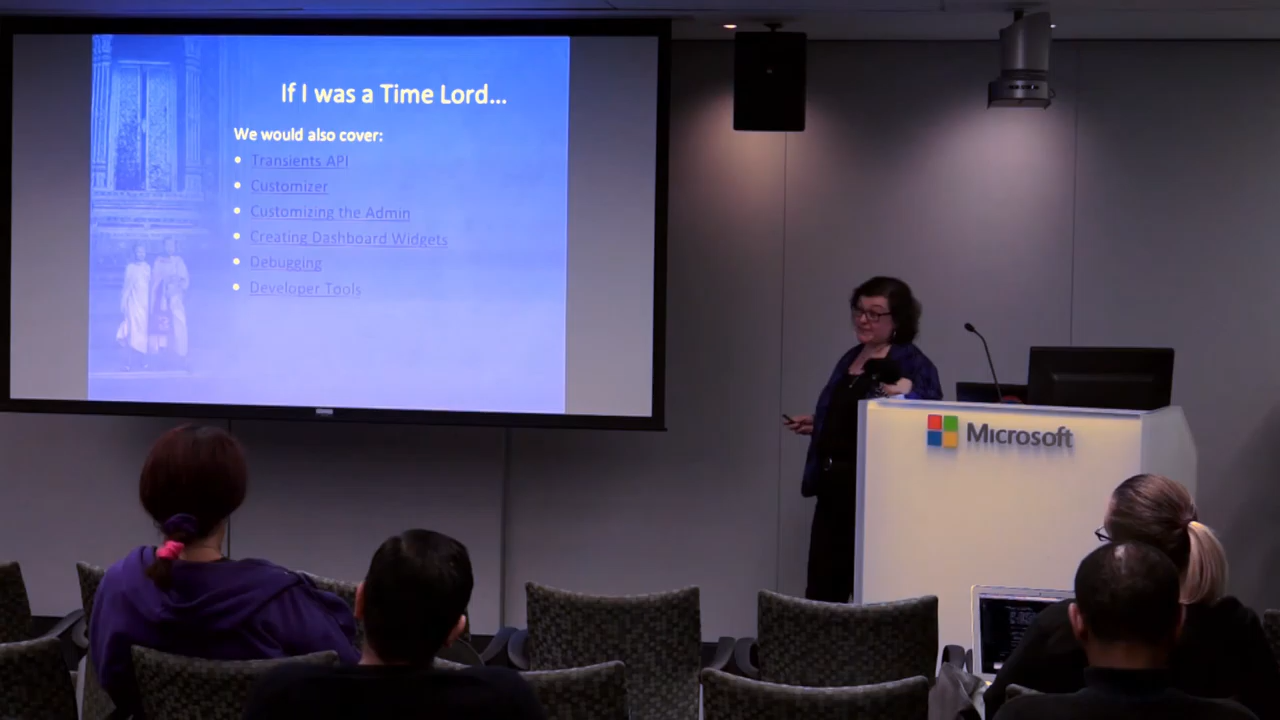 If I was a Time Lord...
We would also cover:
Transients API
Customizer
Customizing the Admin
Creating Dashboard Widgets
Debugging
Developer Tools
Microsoft